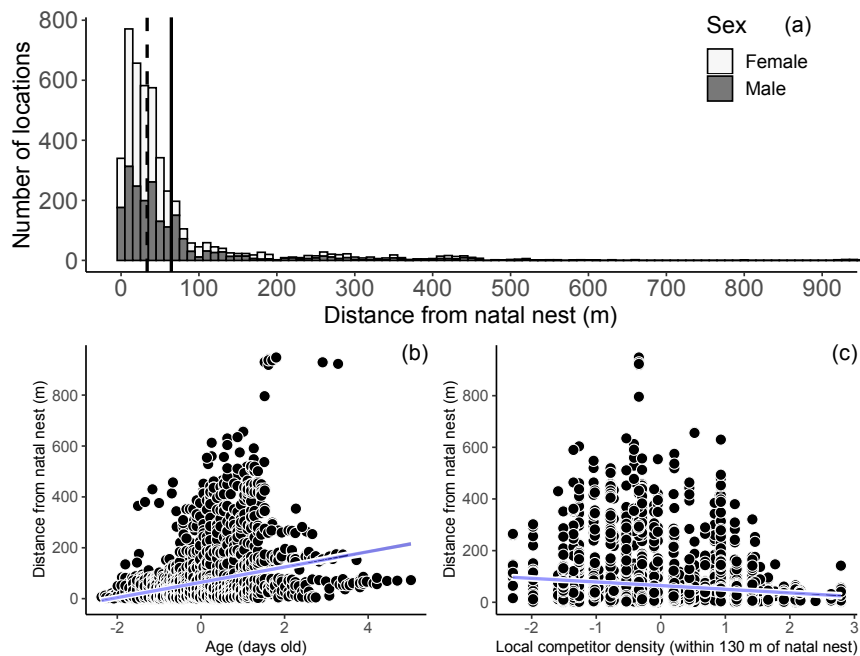 Sex (a)
Female
Male
Number of locations
800
600
400
200
0
0 100 200 300 400 500 600 700 800 900
Distance from natal nest (m)
(b)
Distance from natal nest (m)
800
600
400
200
0
-2 0 2 4
Age (days old)
(c)
Distance from natal nest (m)
800
600
400
200
0
-2 -1 0 1 2 3
Local competitor density (within 130 m of natal nest)